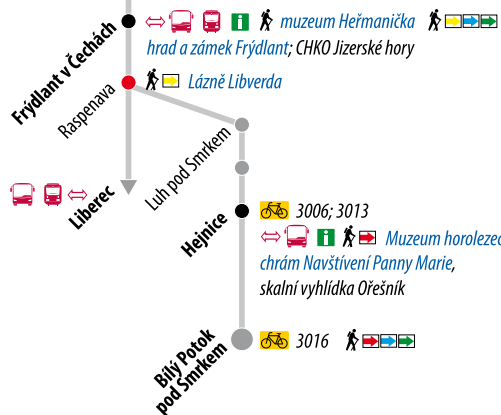 Frýdlant v Čechách
muzeum Heřmanička
hrad a zámek Frýdlant; CHKO Jizerské hory
Raspenava
Lázně Libverda
Luh pod Smrkem
Liberec
Hejnice
3006; 3013
i
Muzeum horolezec
chrám Navštívení Panny Marie,
skalní vyhlídka Ořešník
Bílý Potok
pod Smrkem
3016